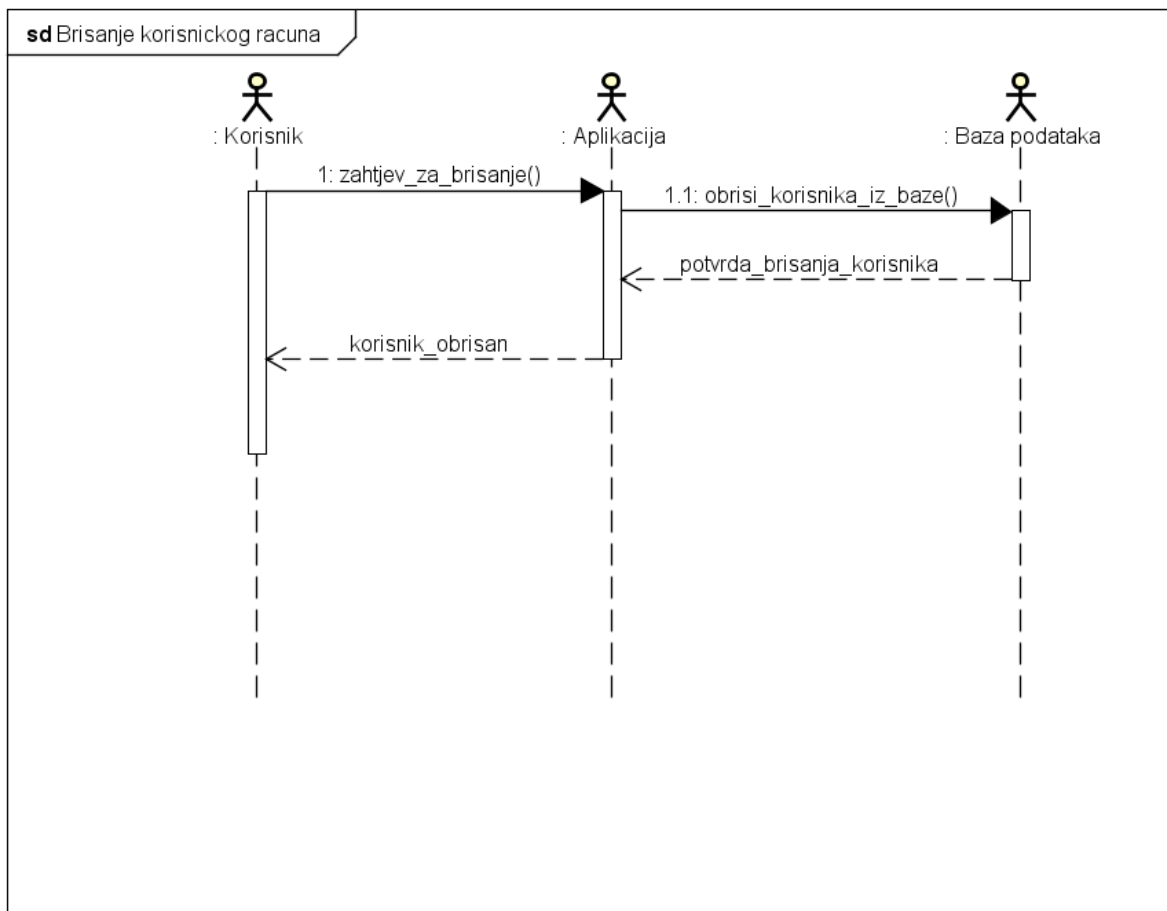 sd Brisanje korisnickog racuna
: Korisnik
: Aplikacija
: Baza podataka
1: zahtjev_za_brisanje()
1.1: obrisi_korisnika_iz_baze()
potvrda_brisanja_korisnika
korisnik_obrisan